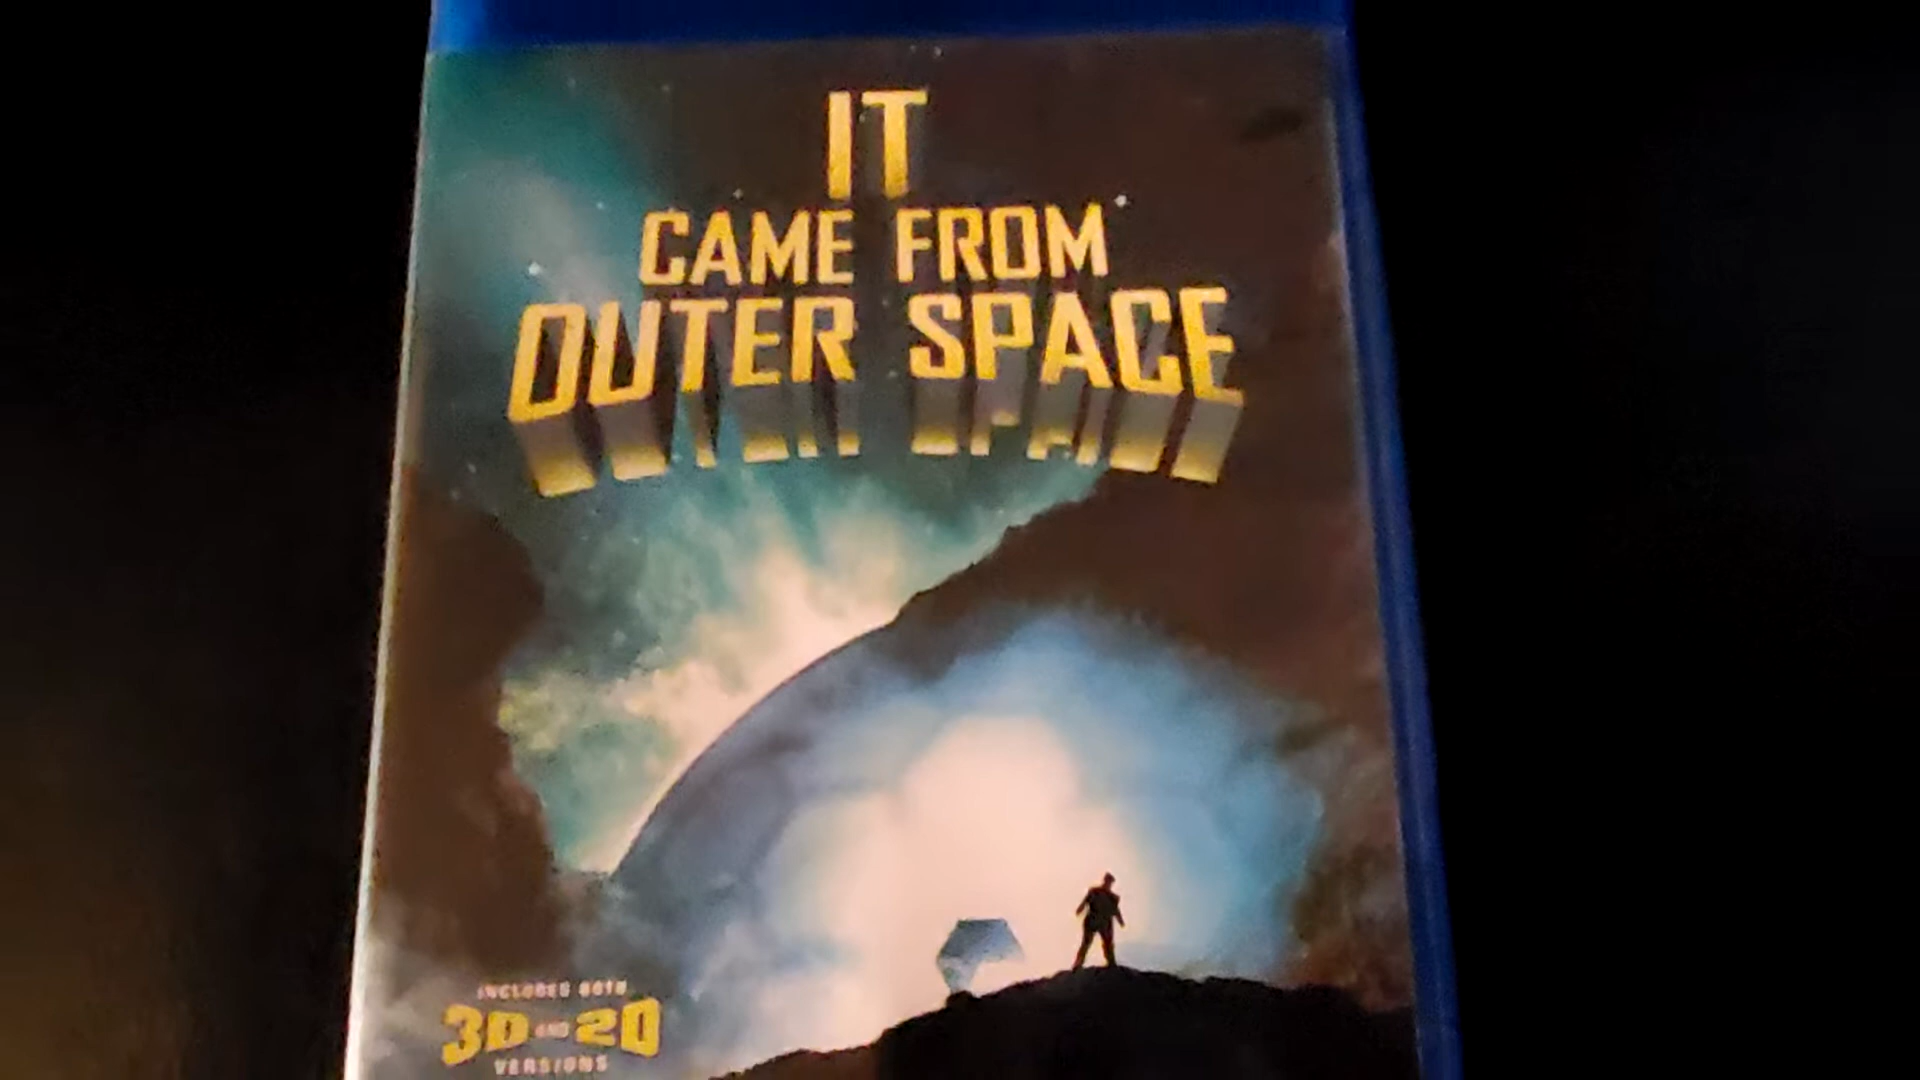 IT
CAME FROM
OUTER SPACE
INCLUDES BOTH
3D AND 2D
VERSIONS